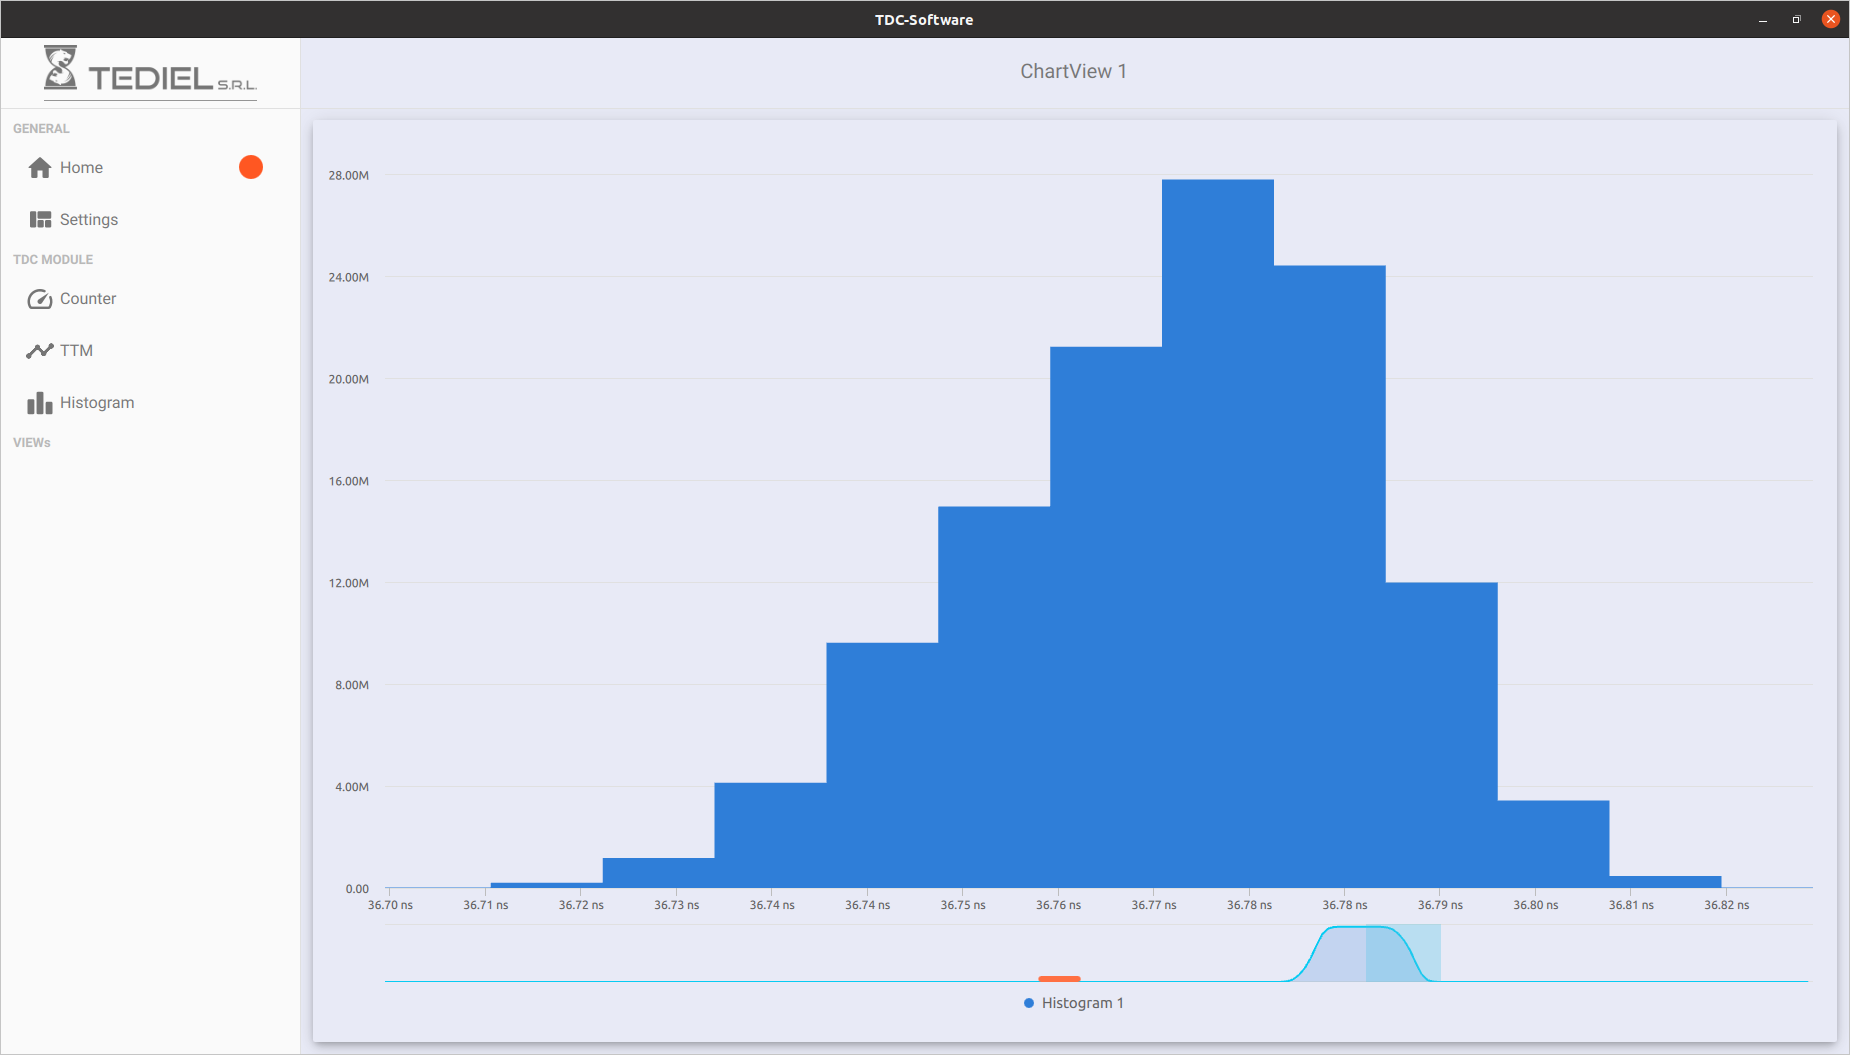 TDC-Software
TEDIEL S.R.L.
ChartView 1
GENERAL
Home
Settings
TDC MODULE
Counter
TTM
Histogram
VIEWs
28.00M
24.00M
20.00M
16.00M
12.00M
8.00M
4.00M
0.00
36.70 ns 36.71 ns 36.72 ns 36.73 ns 36.74 ns 36.74 ns 36.75 ns 36.76 ns 36.77 ns 36.78 ns 36.78 ns 36.79 ns 36.80 ns 36.81 ns 36.82 ns
Histogram 1